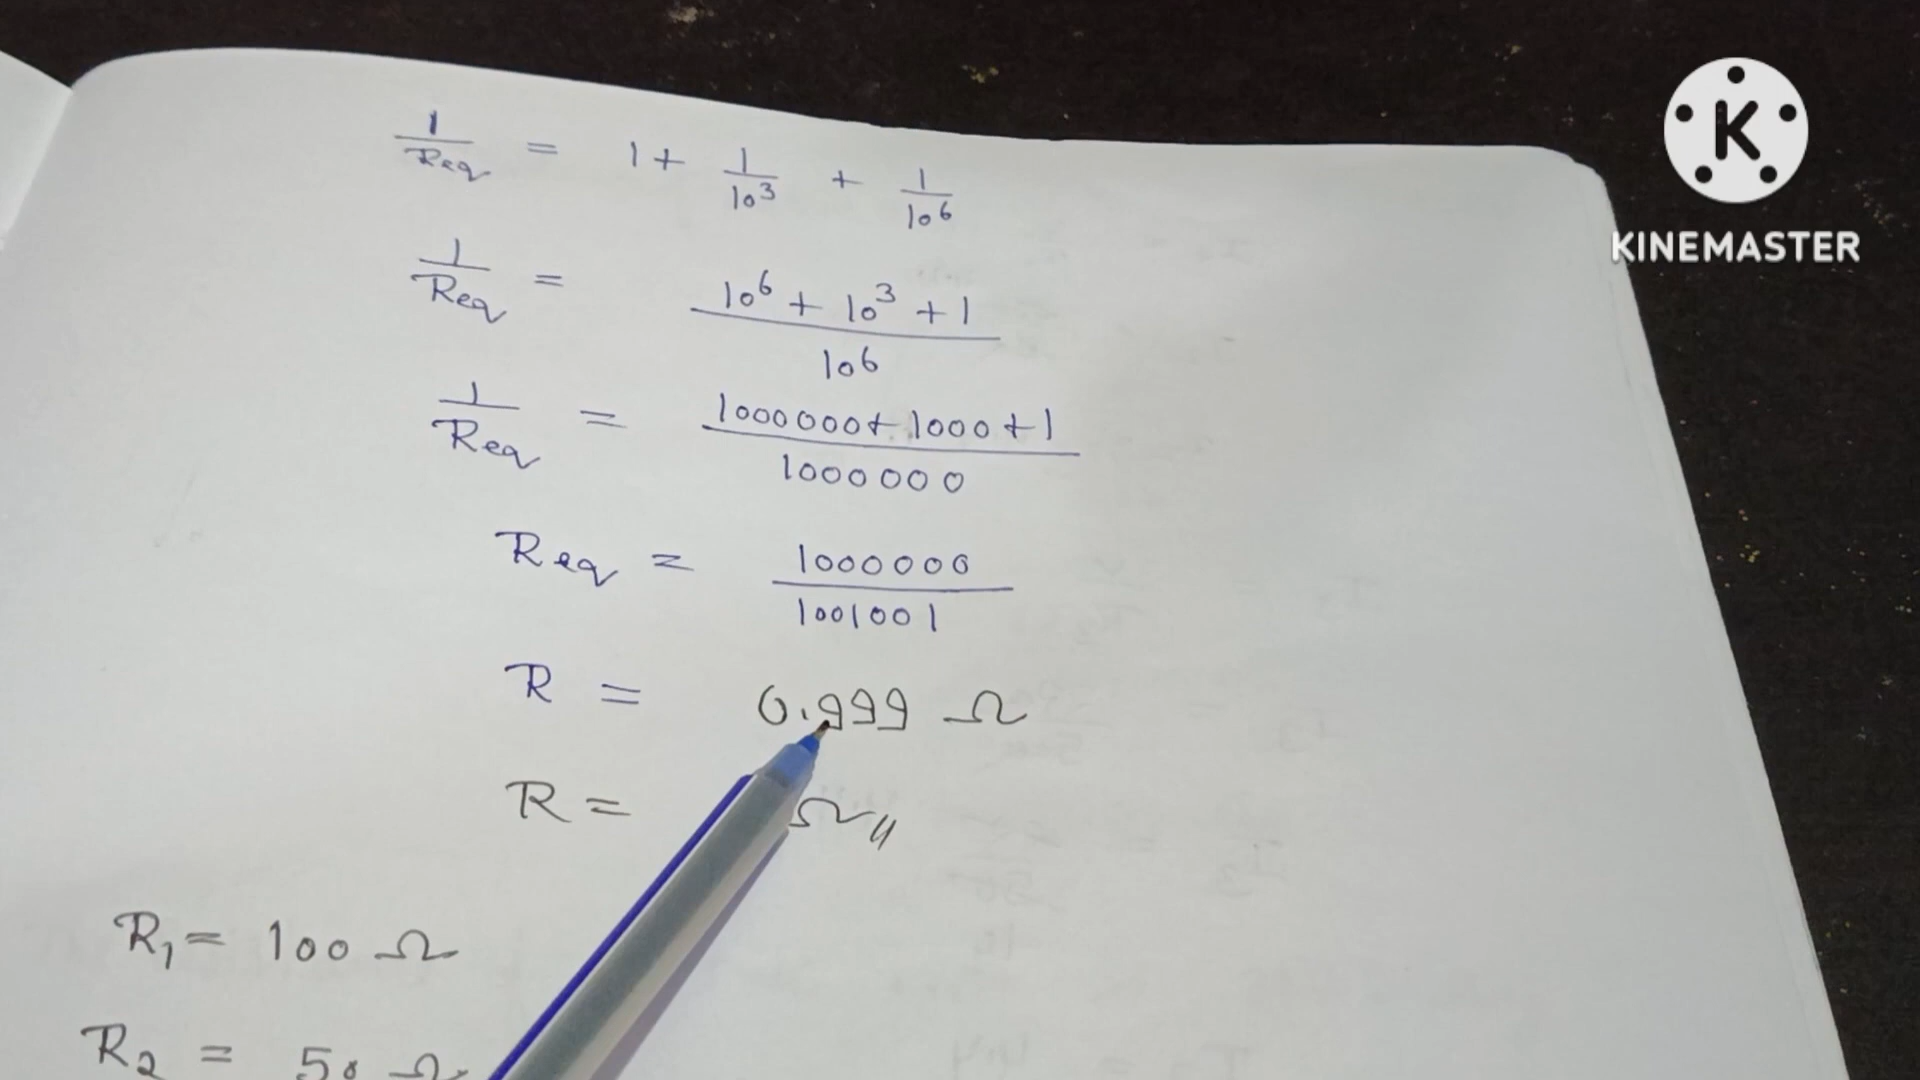 1/Req = 1 + 1/10³ + 1/10⁶
1/Req = (10⁶ + 10³ + 1)/10⁶
1/Req = (1000000 + 1000 + 1)/1000000
Req = 1000000/1001001
R = 0.999 Ω
R = Ω
R₁ = 100 Ω
R₂ = 50 Ω
K
KINEMASTER